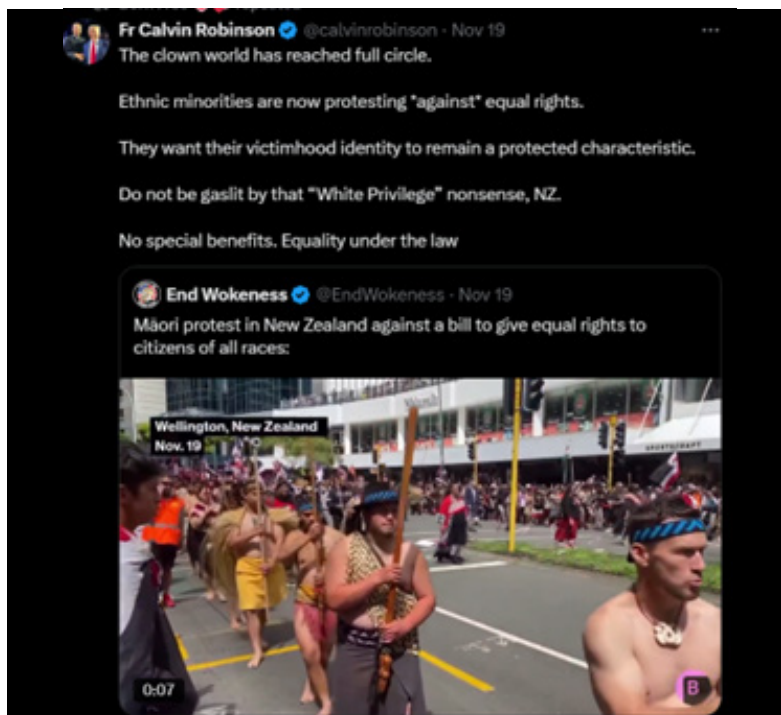 Fr Calvin Robinson @calvinrobinson · Nov 19
The clown world has reached full circle.
Ethnic minorities are now protesting *against* equal rights.
They want their victimhood identity to remain a protected characteristic.
Do not be gaslit by that “White Privilege” nonsense, NZ.
No special benefits. Equality under the law
End Wokeness @EndWokeness · Nov 19
Māori protest in New Zealand against a bill to give equal rights to
citizens of all races:
Wellington, New Zealand
Nov. 19
0:07
B